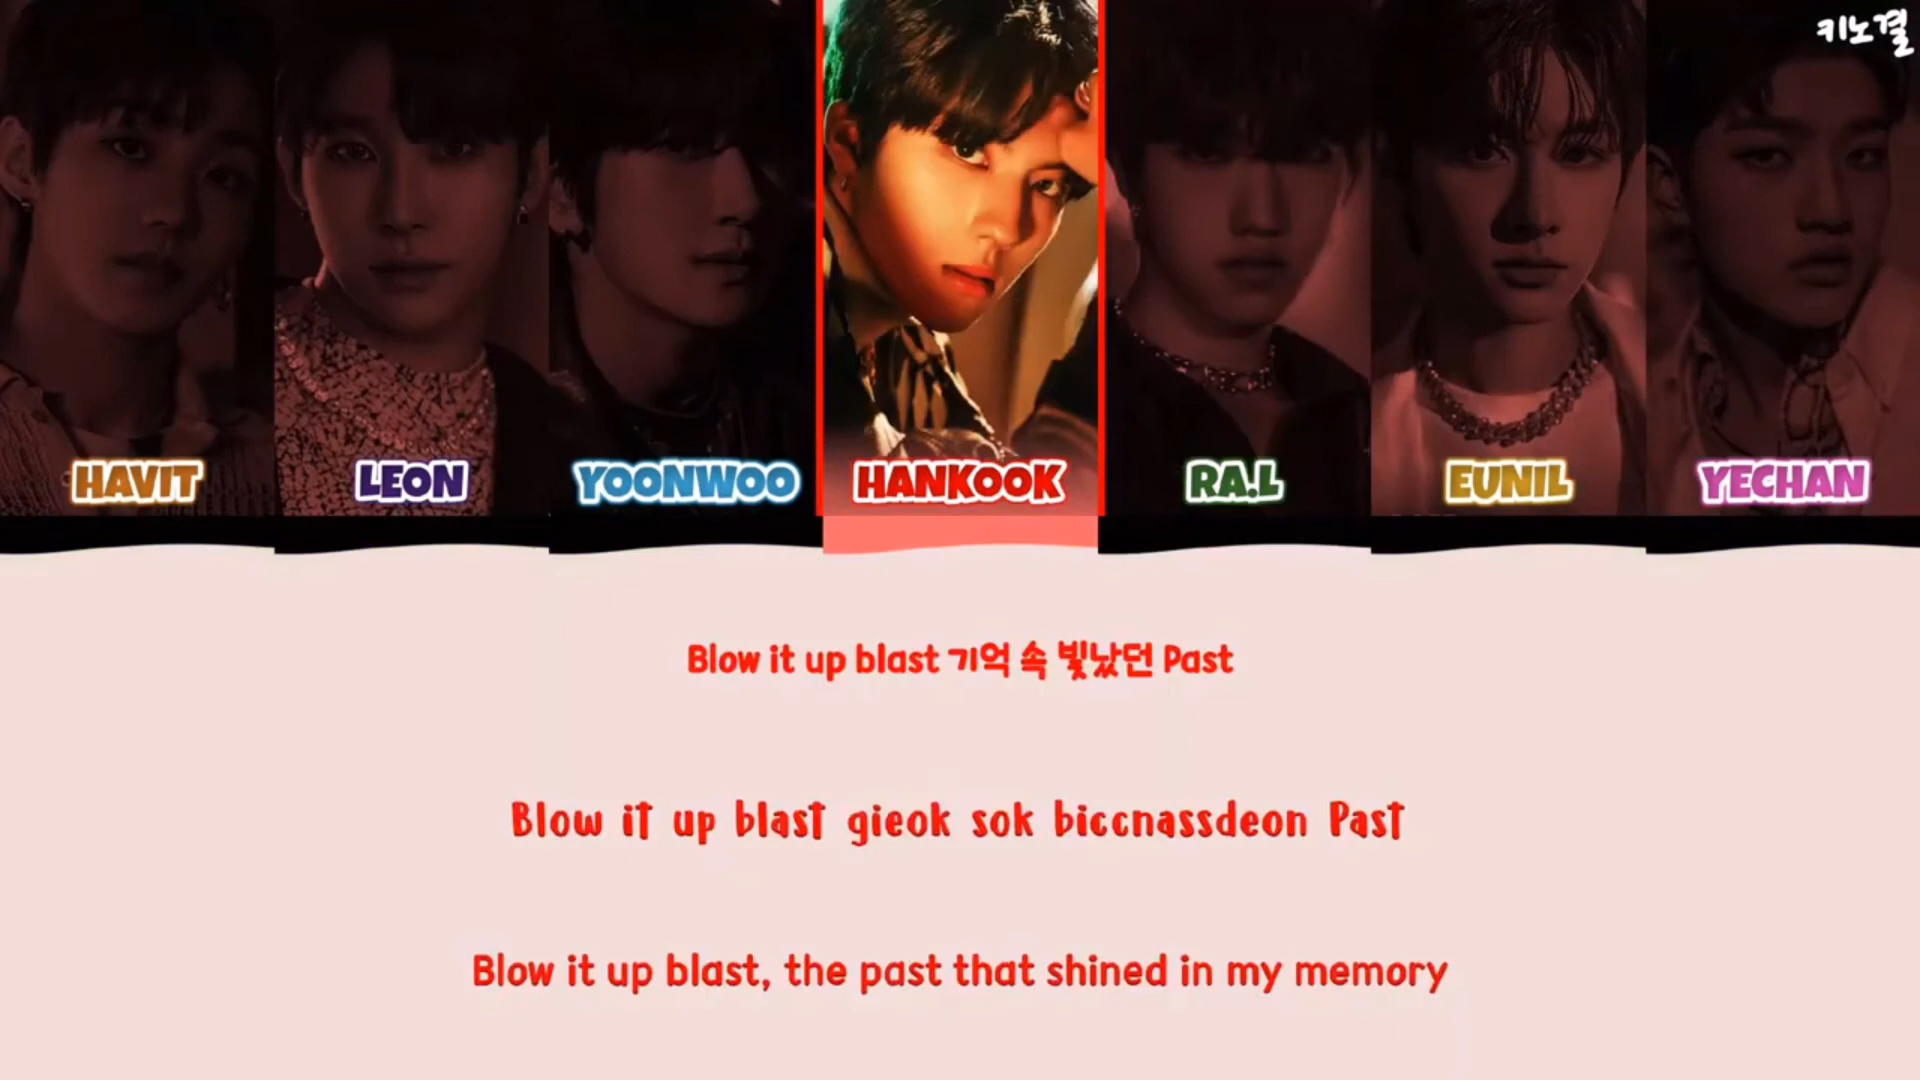 키노결
HAVIT
LEON
YOONWOO
HANKOOK
RA.L
EUNIL
YECHAN
Blow it up blast 기억 속 빛났던 Past
Blow it up blast gieok sok biccnassdeon Past
Blow it up blast, the past that shined in my memory